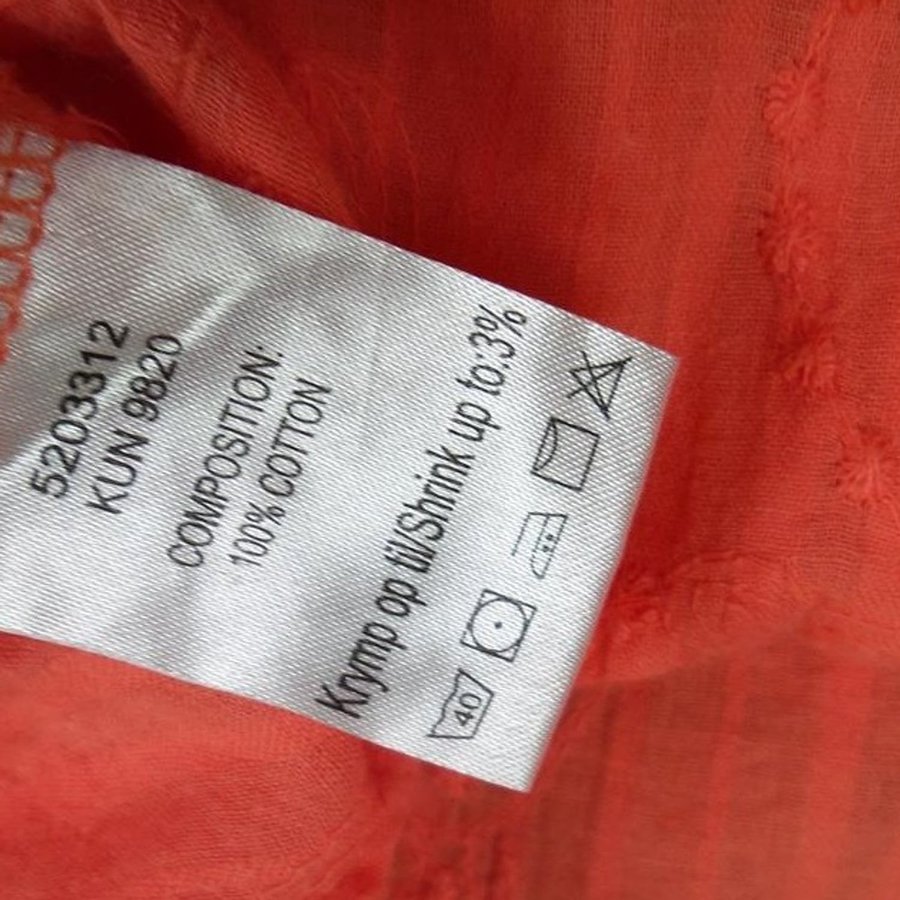 5203312
KUN 9820
COMPOSITION:
100% COTTON
Krymp op til/Shrink up to:3%
40